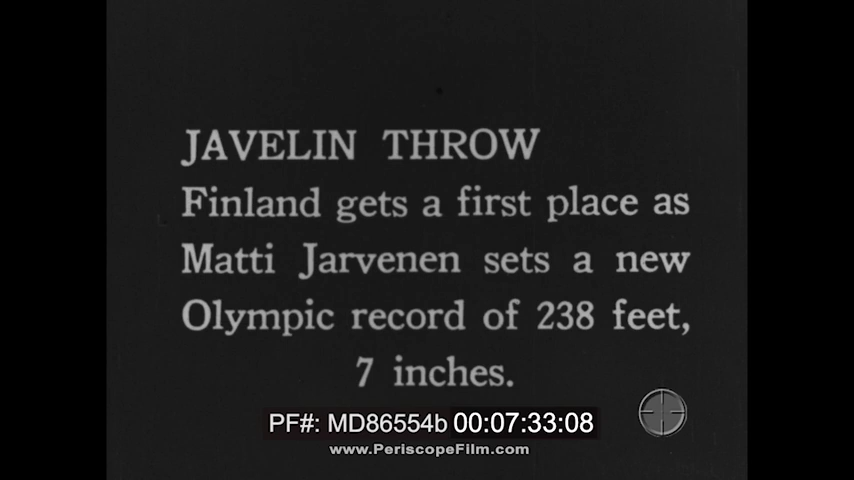 JAVELIN THROW
Finland gets a first place as
Matti Jarvenen sets a new
Olympic record of 238 feet,
7 inches.
PF#: MD86554b 00:07:33:08
www.PeriscopeFilm.com